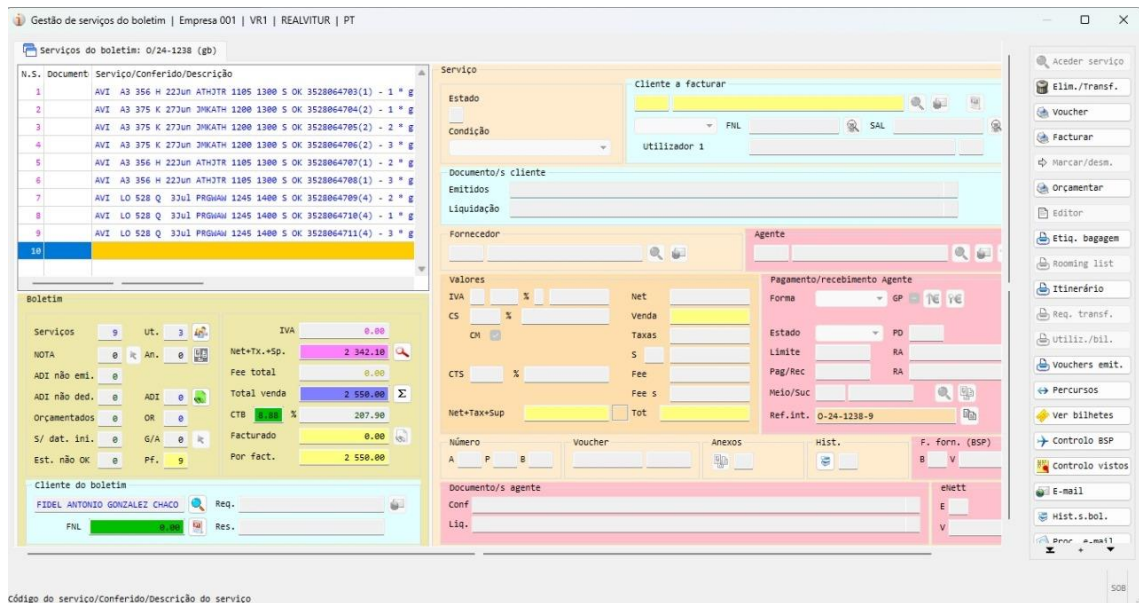 Gestão de serviços do boletim | Empresa 001 | VR1 | REALVITUR | PT
Serviços do boletim: O/24-1238 (gb)
N.S. Document Serviço/Conferido/Descrição
1 AVI A3 356 H 22Jun ATHJTR 1105 1300 S OK 3528064703(1) - 1 * g
2 AVI A3 375 K 27Jun JMKATH 1200 1300 S OK 3528064704(2) - 1 * g
3 AVI A3 375 K 27Jun JMKATH 1200 1300 S OK 3528064705(2) - 2 * g
4 AVI A3 375 K 27Jun JMKATH 1200 1300 S OK 3528064706(2) - 3 * g
5 AVI A3 356 H 22Jun ATHJTR 1105 1300 S OK 3528064707(1) - 2 * g
6 AVI A3 356 H 22Jun ATHJTR 1105 1300 S OK 3528064708(1) - 3 * g
7 AVI LO 528 Q 3Jul PRGWAW 1245 1400 S OK 3528064709(4) - 2 * g
8 AVI LO 528 Q 3Jul PRGWAW 1245 1400 S OK 3528064710(4) - 1 * g
9 AVI LO 528 Q 3Jul PRGWAW 1245 1400 S OK 3528064711(4) - 3 * g
10
Boletim
Serviços 9 Ut. 3 IVA 0.00
NOTA 0 An. 0 Net+Tx.+Sp. 2 342.10
ADI não emi. 0 Fee total 0.00
ADI não ded. 0 ADI 0 Total venda 2 550.00 Σ
Orçamentados 0 OR 0 CTB 8.88 % 207.90
S/ dat. ini. 0 G/A 0 Facturado 0.00
Est. não OK 0 Pf. 9 Por fact. 2 550.00
Cliente do boletim
FIDEL ANTONIO GONZALEZ CHACO Req.
FNL 0.00 Res.
Serviço
Estado
Condição
Cliente a facturar
FNL SAL
Utilizador 1
Documento/s cliente
Emitidos
Liquidação
Fornecedor
Agente
Valores
IVA % Net
CS % Venda
CM Taxas
S
CTS % Fee
Fee s
Net+Tax+Sup Tot
Pagamento/recebimento Agente
Forma GP
Estado PD
Limite RA
Pag/Rec RA
Meio/Suc
Ref.int. O-24-1238-9
Número Voucher Anexos Hist. F. forn. (BSP)
A P B B V
Documento/s agente
Conf
Liq.
eNett
E
V
Aceder serviço
Elim./Transf.
Voucher
Facturar
Marcar/desm.
Orçamentar
Editor
Etiq. bagagem
Rooming list
Itinerário
Req. transf.
Utiliz./bil.
Vouchers emit.
Percursos
Ver bilhetes
Controlo BSP
Controlo vistos
E-mail
Hist.s.bol.
Proc. e-mail
SOB
Código do serviço/Conferido/Descrição do serviço